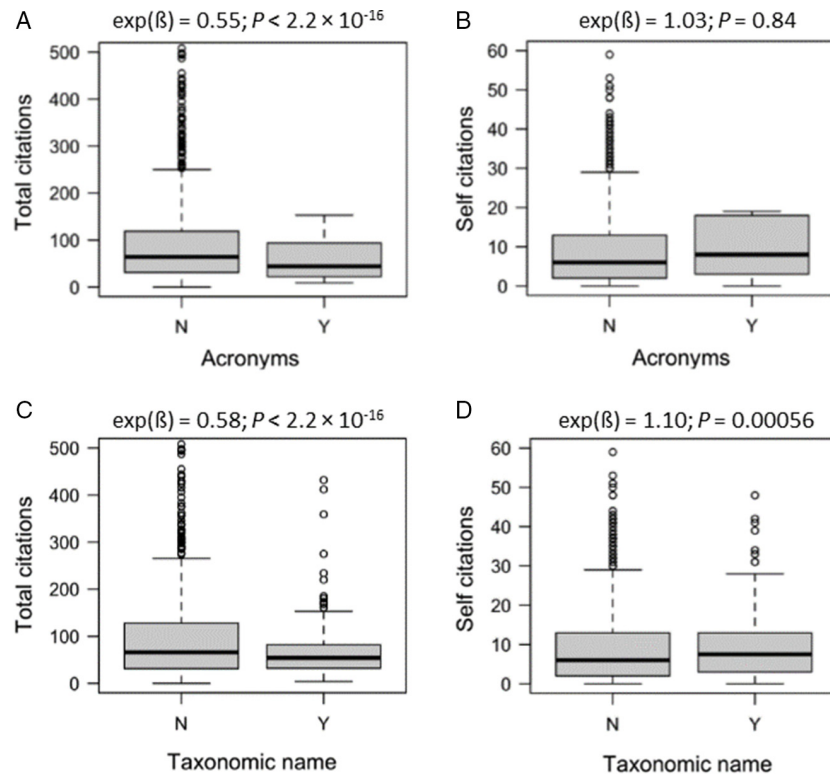 A
exp(ß) = 0.55; P < 2.2 × 10-16
Total citations
500
400
300
200
100
0
N
Y
Acronyms
B
exp(ß) = 1.03; P = 0.84
Self citations
60
50
40
30
20
10
0
N
Y
Acronyms
C
exp(ß) = 0.58; P < 2.2 × 10-16
Total citations
500
400
300
200
100
0
N
Y
Taxonomic name
D
exp(ß) = 1.10; P = 0.00056
Self citations
60
50
40
30
20
10
0
N
Y
Taxonomic name